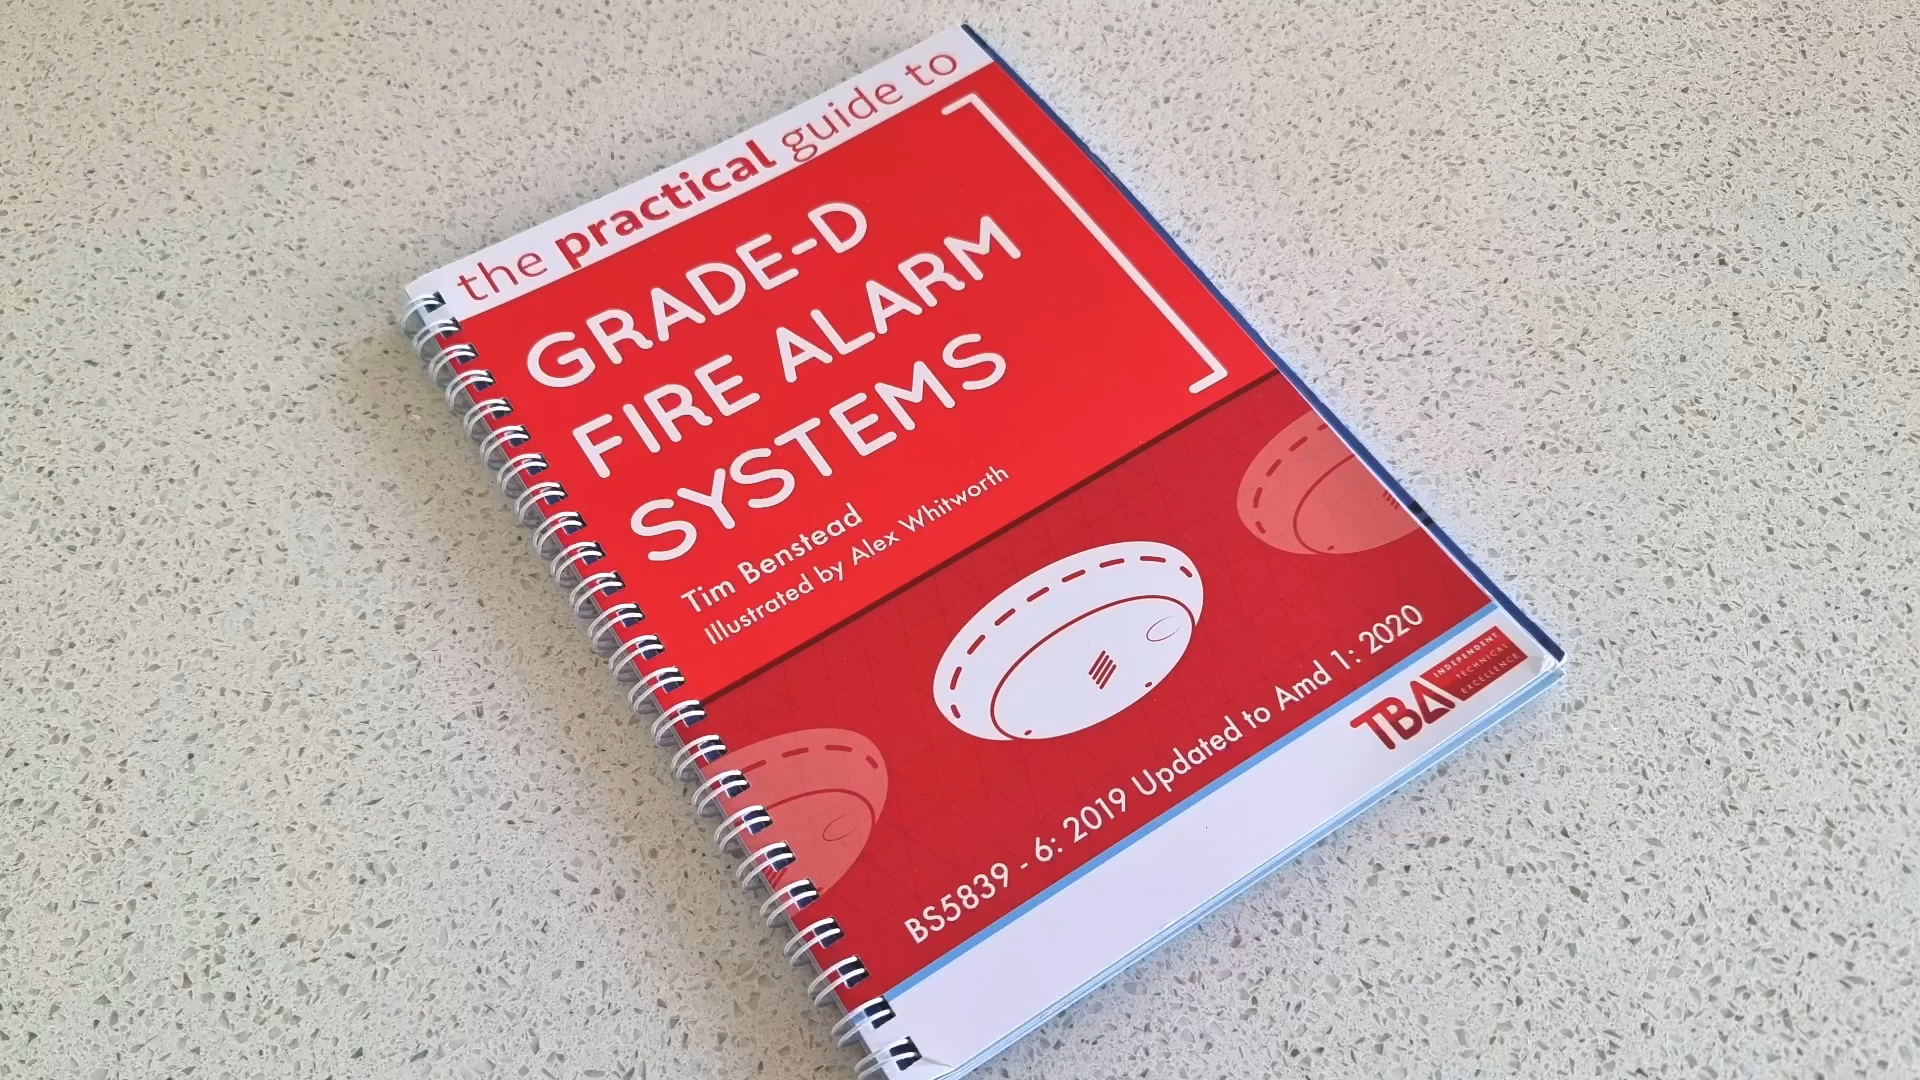 the practical guide to
GRADE-D
FIRE ALARM
SYSTEMS
Tim Benstead
Illustrated by Alex Whitworth
BS5839 - 6: 2019 Updated to Amd 1: 2020
TBA
INDEPENDENT
TECHNICAL
EXCELLENCE